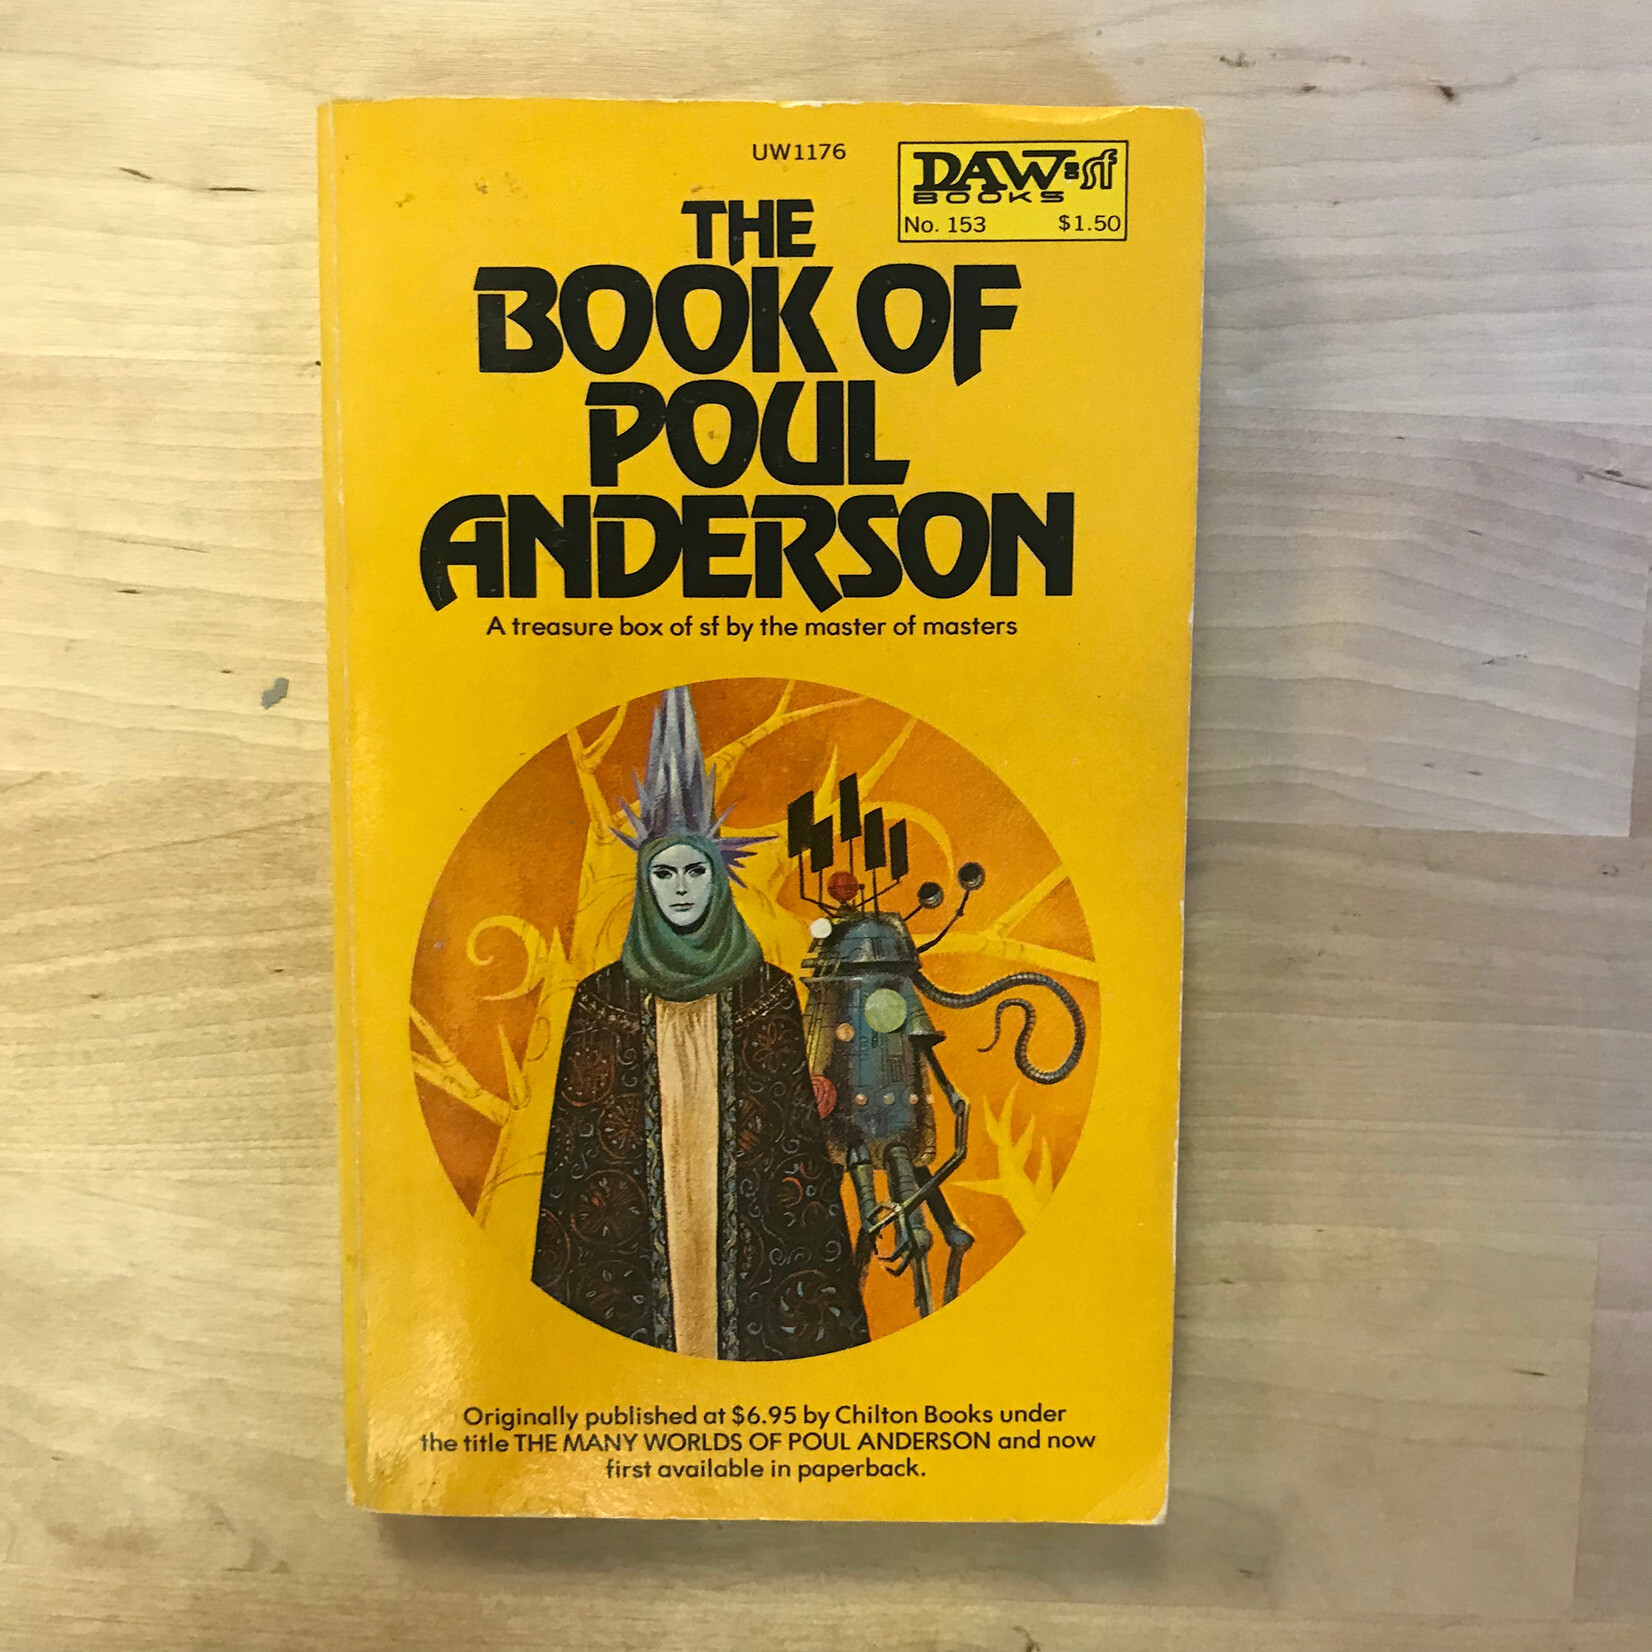 UW1176
DAW=sf
BOOKS
No. 153 $1.50
THE
BOOK OF
POUL
ANDERSON
A treasure box of sf by the master of masters
Originally published at $6.95 by Chilton Books under
the title THE MANY WORLDS OF POUL ANDERSON and now
first available in paperback.